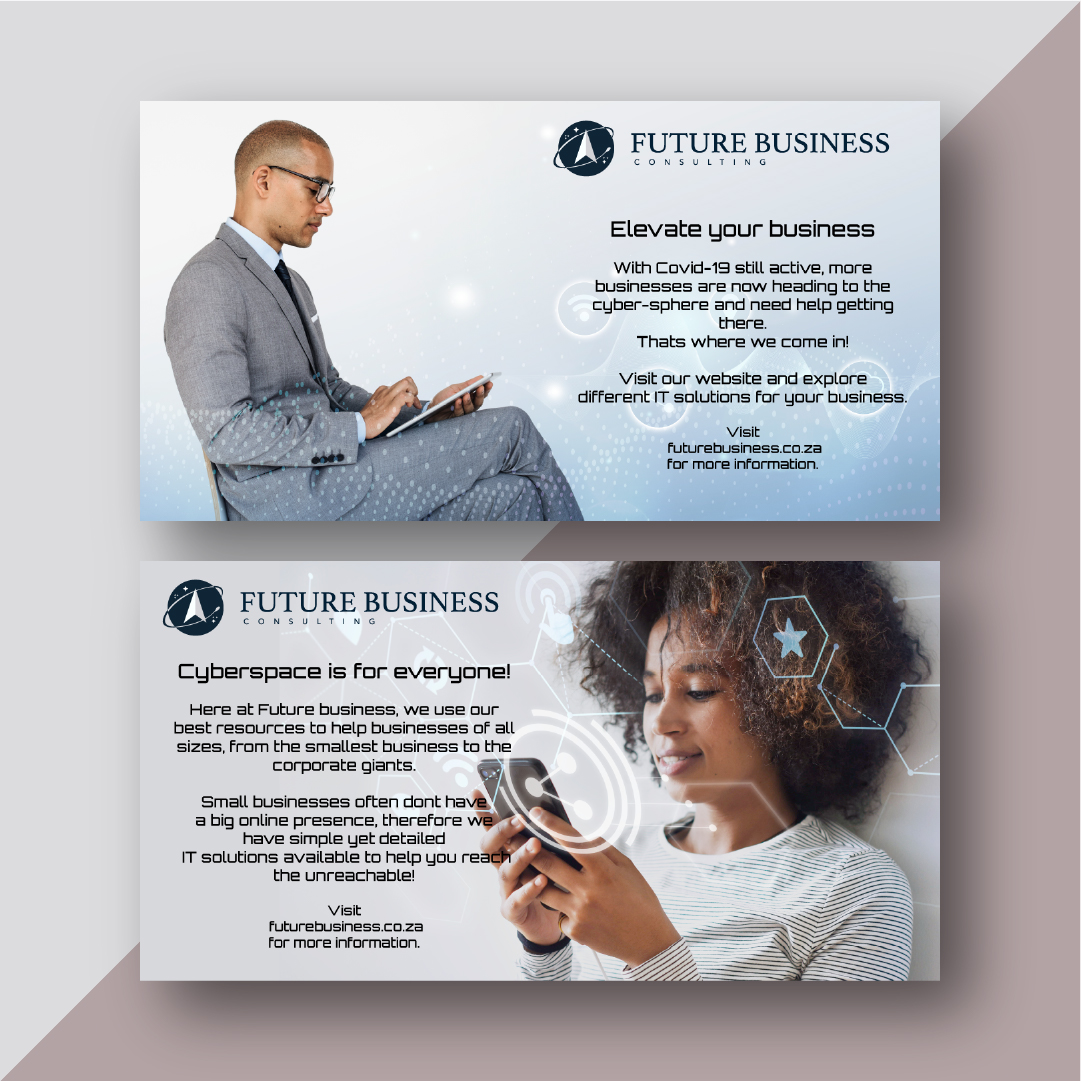 FUTURE BUSINESS
CONSULTING
Elevate your business
With Covid-19 still active, more
businesses are now heading to the
cyber-sphere and need help getting
there.
Thats where we come in!
Visit our website and explore
different IT solutions for your business.
Visit
futurebusiness.co.za
for more information.
FUTURE BUSINESS
CONSULTING
Cyberspace is for everyone!
Here at Future business, we use our
best resources to help businesses of all
sizes, from the smallest business to the
corporate giants.
Small businesses often dont have
a big online presence, therefore we
have simple yet detailed
IT solutions available to help you reach
the unreachable!
Visit
futurebusiness.co.za
for more information.